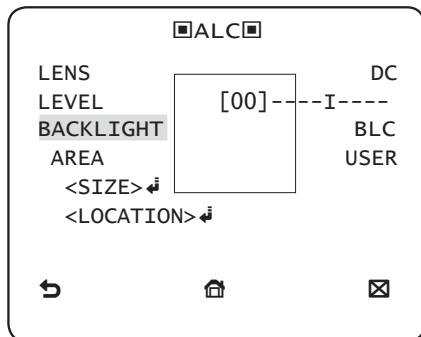 ▣ALC▣
LENS DC
LEVEL [00]----I----
BACKLIGHT BLC
AREA USER
<SIZE>↲
<LOCATION>↲